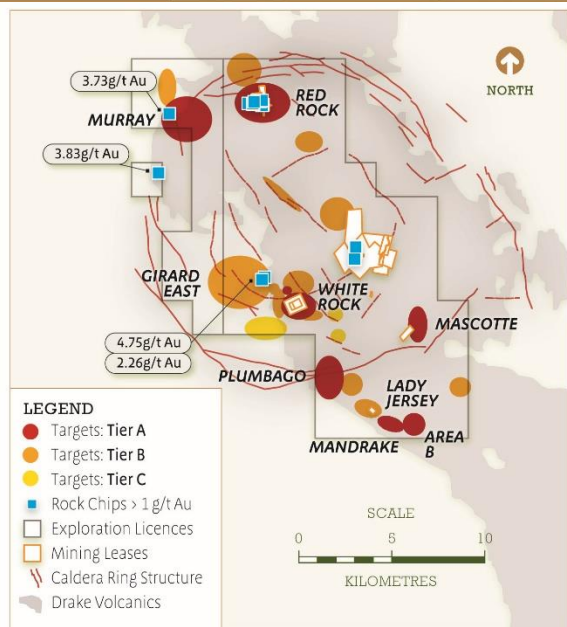 3.73g/t Au
MURRAY
RED
ROCK
NORTH
3.83g/t Au
GIRARD
EAST
WHITE
ROCK
MASCOTTE
4.75g/t Au
2.26g/t Au
PLUMBAGO
LADY
JERSEY
MANDRAKE
AREA
B
LEGEND
Targets: Tier A
Targets: Tier B
Targets: Tier C
Rock Chips > 1 g/t Au
Exploration Licences
Mining Leases
Caldera Ring Structure
Drake Volcanics
SCALE
0 5 10
KILOMETRES